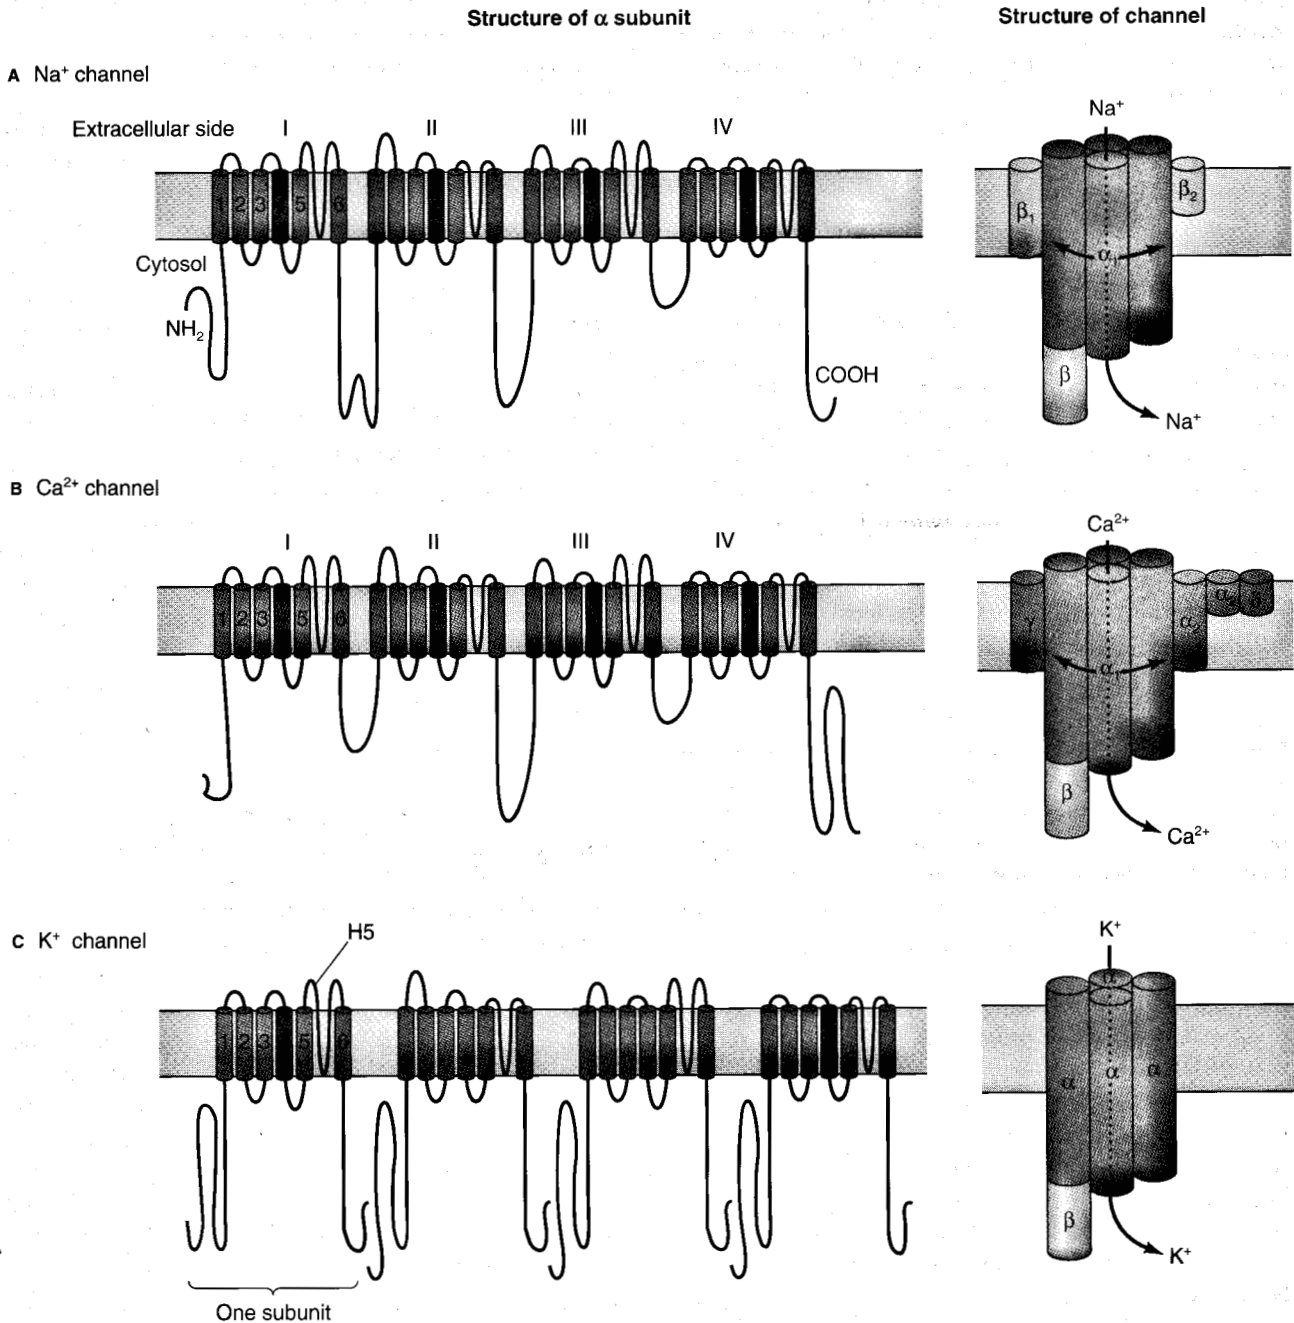 Structure of α subunit
Structure of channel
A Na⁺ channel
Extracellular side
I
II
III
IV
1 2 3 5 6
Cytosol
NH₂
COOH
Na⁺
β₁
β₂
α
β
Na⁺
B Ca²⁺ channel
I
II
III
IV
1 2 3 5 6
Ca²⁺
γ
α₁
α₂
δ
β
Ca²⁺
C K⁺ channel
H5
1 2 3 5 6
One subunit
K⁺
α
α
α
α
β
K⁺